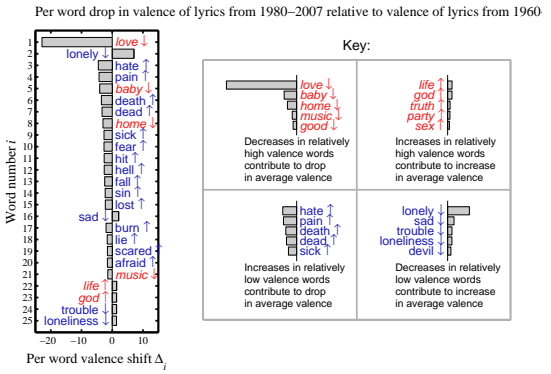 Per word drop in valence of lyrics from 1980−2007 relative to valence of lyrics from 1960−
Key:
Word number i
1 love ↓
2 lonely ↓
3 hate ↑
4 pain ↑
5 baby ↓
6 death ↑
7 dead ↑
8 home ↓
9 sick ↑
10 fear ↑
11 hit ↑
12 hell ↑
13 fall ↑
14 sin ↑
15 lost ↑
16 sad ↓
17 burn ↑
18 lie ↑
19 scared ↑
20 afraid ↑
21 music ↓
22 life ↑
23 god ↑
24 trouble ↓
25 loneliness ↓
−20 −10 0 10
Per word valence shift Δi
love ↓
baby ↓
home ↓
music ↓
good ↓
Decreases in relatively
high valence words
contribute to drop
in average valence
life ↑
god ↑
truth ↑
party ↑
sex ↑
Increases in relatively
high valence words
contribute to increase
in average valence
hate ↑
pain ↑
death ↑
dead ↑
sick ↑
Increases in relatively
low valence words
contribute to drop
in average valence
lonely ↓
sad ↓
trouble ↓
loneliness ↓
devil ↓
Decreases in relatively
low valence words
contribute to increase
in average valence